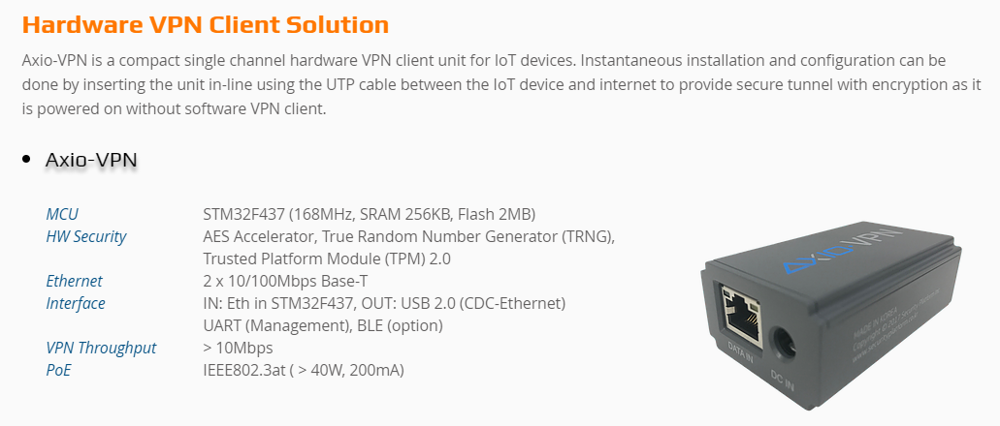 Hardware VPN Client Solution
Axio-VPN is a compact single channel hardware VPN client unit for IoT devices. Instantaneous installation and configuration can be
done by inserting the unit in-line using the UTP cable between the IoT device and internet to provide secure tunnel with encryption as it
is powered on without software VPN client.
• Axio-VPN
MCU STM32F437 (168MHz, SRAM 256KB, Flash 2MB)
HW Security AES Accelerator, True Random Number Generator (TRNG),
Trusted Platform Module (TPM) 2.0
Ethernet 2 x 10/100Mbps Base-T
Interface IN: Eth in STM32F437, OUT: USB 2.0 (CDC-Ethernet)
UART (Management), BLE (option)
VPN Throughput > 10Mbps
PoE IEEE802.3at ( > 40W, 200mA)
AXIO-VPN
DATA IN
DC IN
MADE IN KOREA
Copyright © 2017 Security